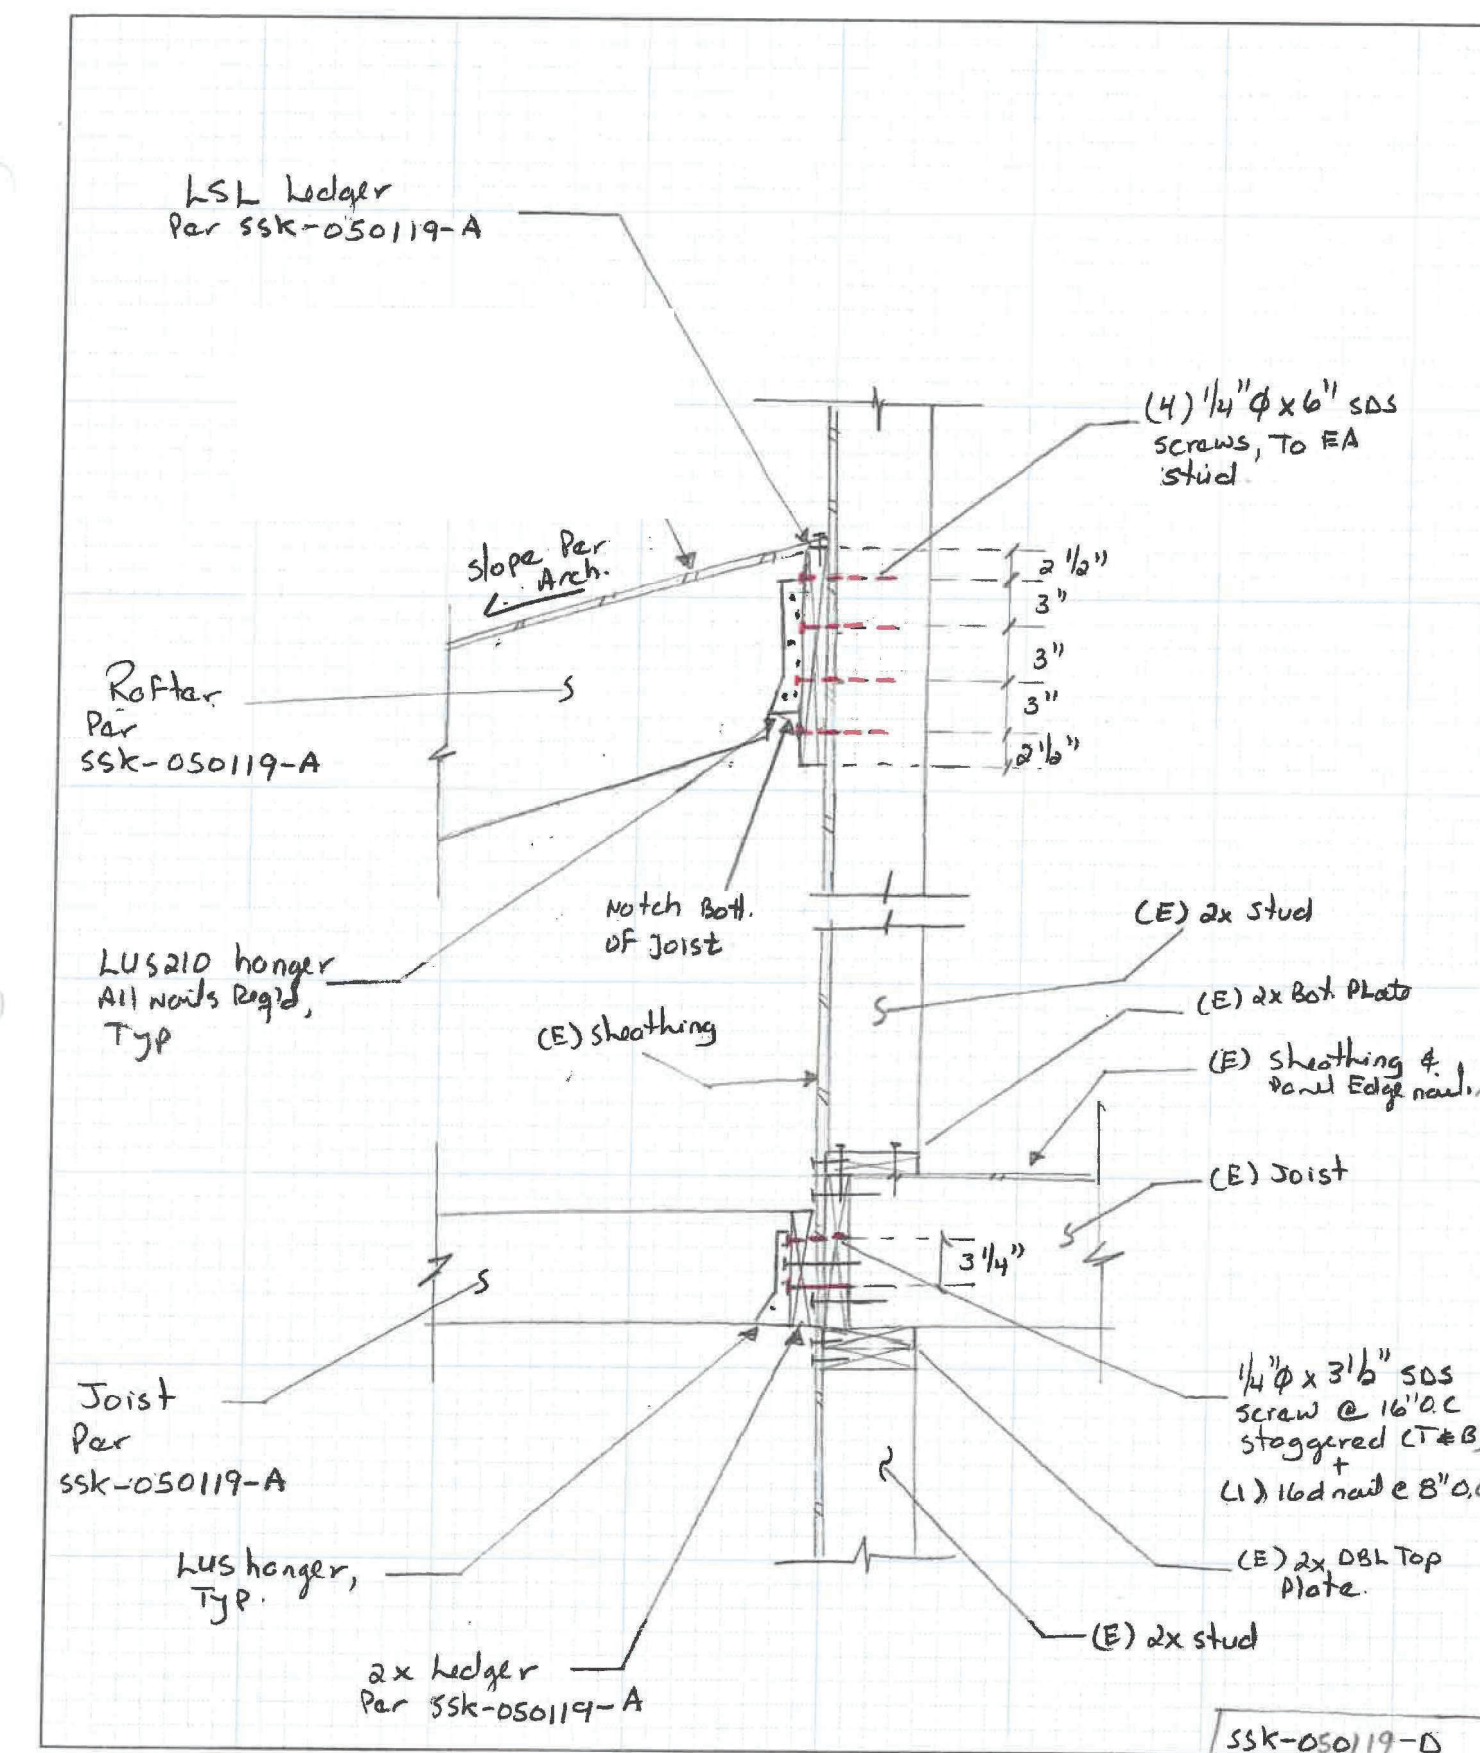 LSL Ledger
Per SSK-050119-A
(4) 1/4"ϕ x 6" SDS
screws, To EA
stud
2 1/2"
3"
3"
3"
2 1/2"
slope Per
Arch.
Rafter
Per
SSK-050119-A
Notch Bott.
OF Joist
(E) 2x Stud
LUS210 hanger
All nails Req'd,
Typ
(E) 2x Bot. Plate
(E) sheathing
(E) Sheathing &
Panel Edge
(E) Joist
3 1/4"
Joist
Per
SSK-050119-A
1/4"ϕ x 3 1/2" SDS
screw @ 16" O.C
staggered (T&B
+
(1) 16d nail @ 8" O.C
LUS hanger,
Typ.
(E) 2x DBL Top
Plate.
(E) 2x stud
2x Ledger
Per SSK-050119-A
SSK-050119-D